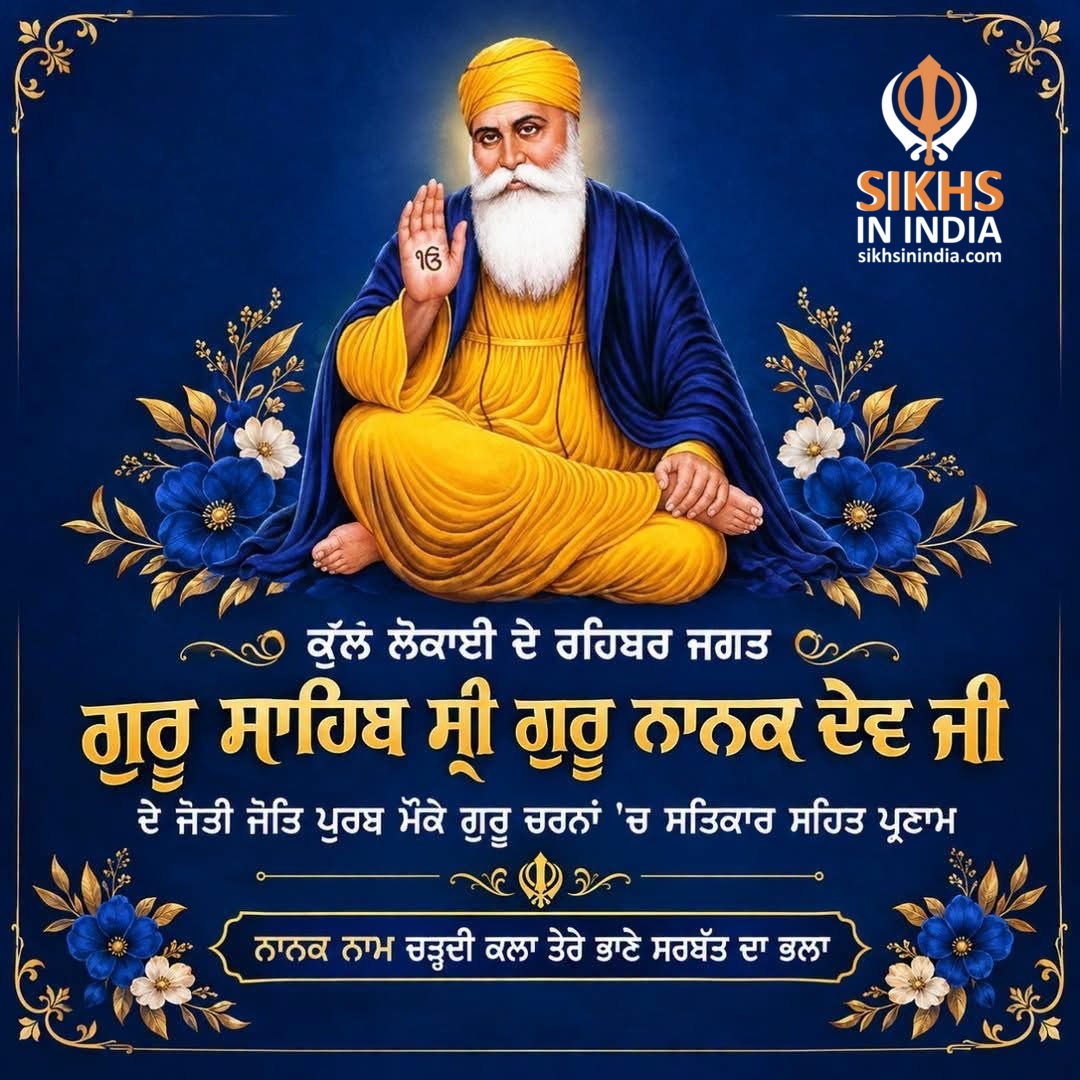 SIKHS
IN INDIA
sikhsinindia.com
ੴ
ਕੁੱਲ ਲੋਕਾਈ ਦੇ ਰਹਿਬਰ ਜਗਤ
ਗੁਰੂ ਸਾਹਿਬ ਸ੍ਰੀ ਗੁਰੂ ਨਾਨਕ ਦੇਵ ਜੀ
ਦੇ ਜੋਤੀ ਜੋਤਿ ਪੁਰਬ ਮੌਕੇ ਗੁਰੂ ਚਰਨਾਂ 'ਚ ਸਤਿਕਾਰ ਸਹਿਤ ਪ੍ਰਣਾਮ
ਨਾਨਕ ਨਾਮ ਚੜ੍ਹਦੀ ਕਲਾ ਤੇਰੇ ਭਾਣੇ ਸਰਬੱਤ ਦਾ ਭਲਾ